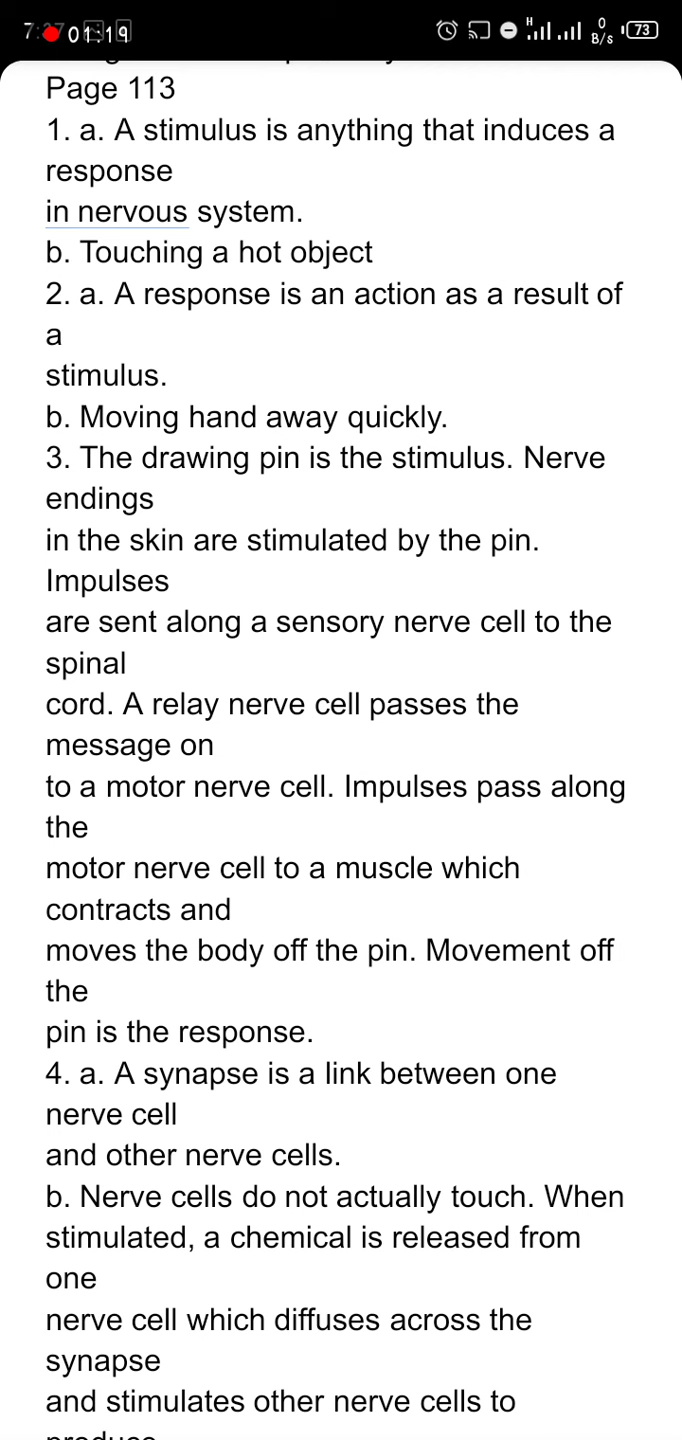 01:19
H
0
B/s
73
Page 113
1. a. A stimulus is anything that induces a
response
in nervous system.
b. Touching a hot object
2. a. A response is an action as a result of
a
stimulus.
b. Moving hand away quickly.
3. The drawing pin is the stimulus. Nerve
endings
in the skin are stimulated by the pin.
Impulses
are sent along a sensory nerve cell to the
spinal
cord. A relay nerve cell passes the
message on
to a motor nerve cell. Impulses pass along
the
motor nerve cell to a muscle which
contracts and
moves the body off the pin. Movement off
the
pin is the response.
4. a. A synapse is a link between one
nerve cell
and other nerve cells.
b. Nerve cells do not actually touch. When
stimulated, a chemical is released from
one
nerve cell which diffuses across the
synapse
and stimulates other nerve cells to